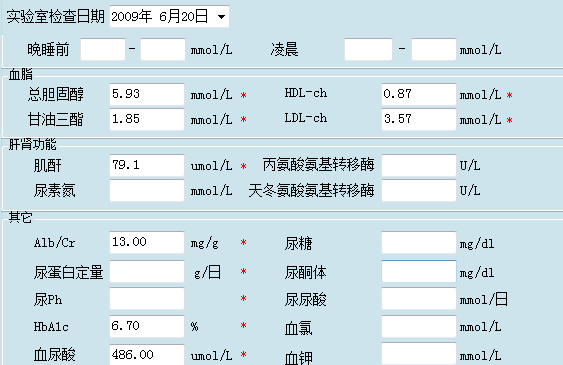 实验室检查日期 2009年 6月20日
晚睡前 - mmol/L 凌晨 - mmol/L
血脂
总胆固醇 5.93 mmol/L * HDL-ch 0.87 mmol/L *
甘油三酯 1.85 mmol/L * LDL-ch 3.57 mmol/L *
肝肾功能
肌酐 79.1 umol/L * 丙氨酸氨基转移酶 U/L
尿素氮 mmol/L 天冬氨酸氨基转移酶 U/L
其它
Alb/Cr 13.00 mg/g * 尿糖 mg/dl
尿蛋白定量 g/日 * 尿酮体 mg/dl
尿Ph * 尿尿酸 mmol/日
HbA1c 6.70 % * 血氯 mmol/L
血尿酸 486.00 umol/L * 血钾 mmol/L